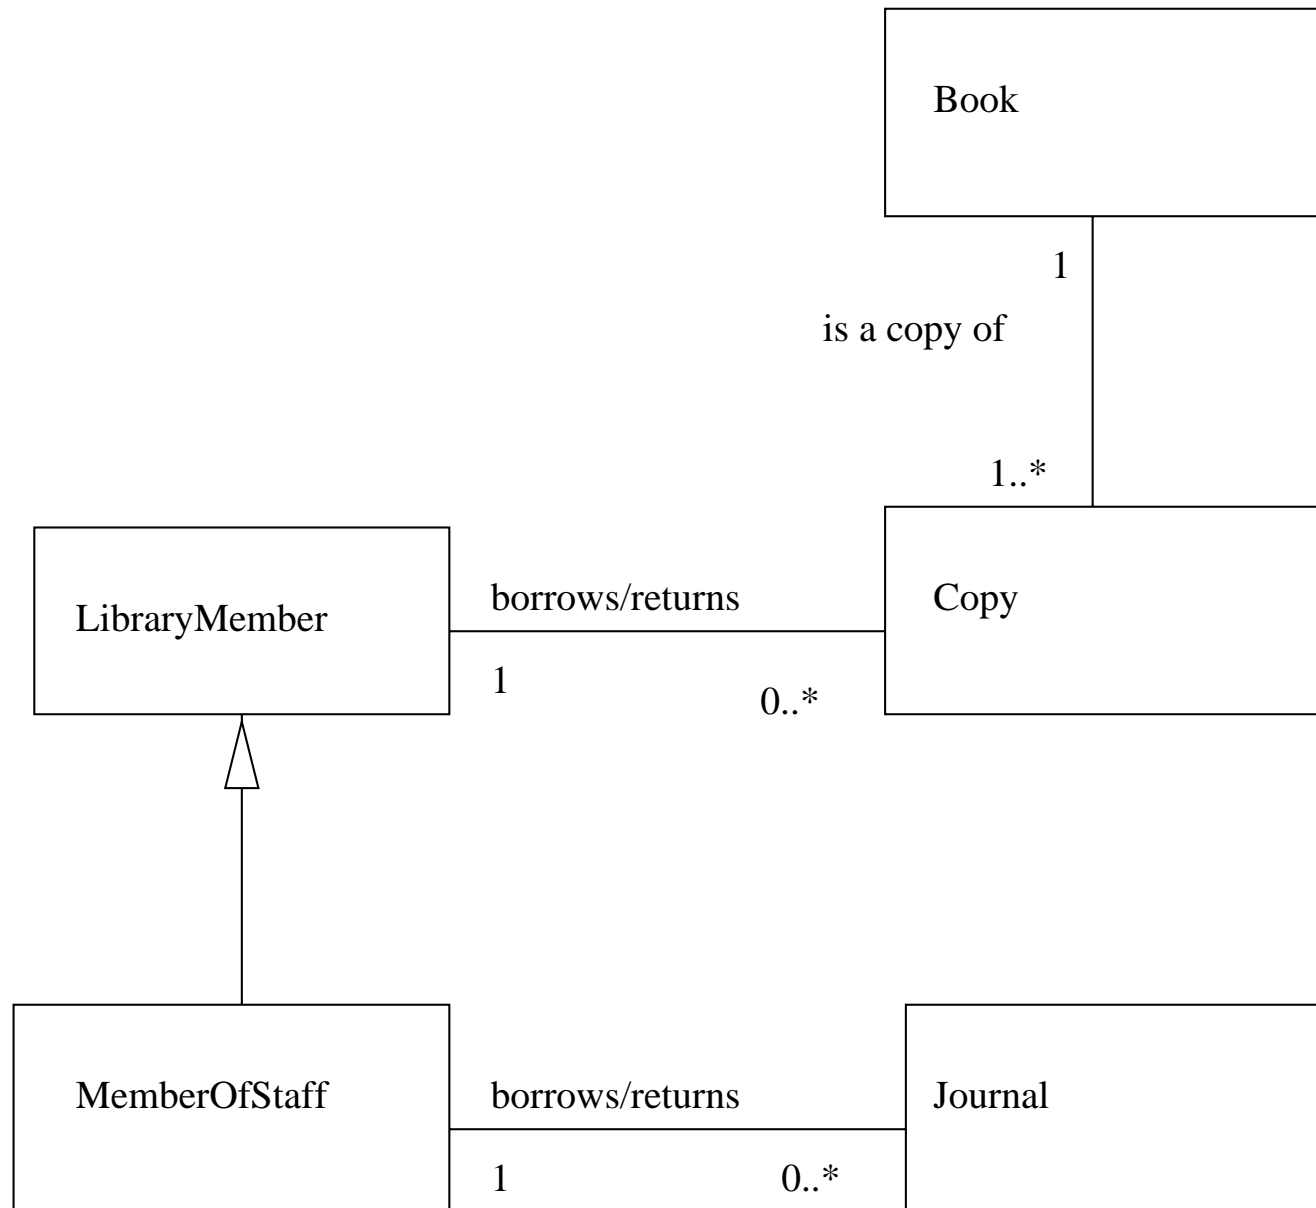 Book
1
is a copy of
1..*
LibraryMember
borrows/returns
Copy
1
0..*
MemberOfStaff
borrows/returns
Journal
1
0..*